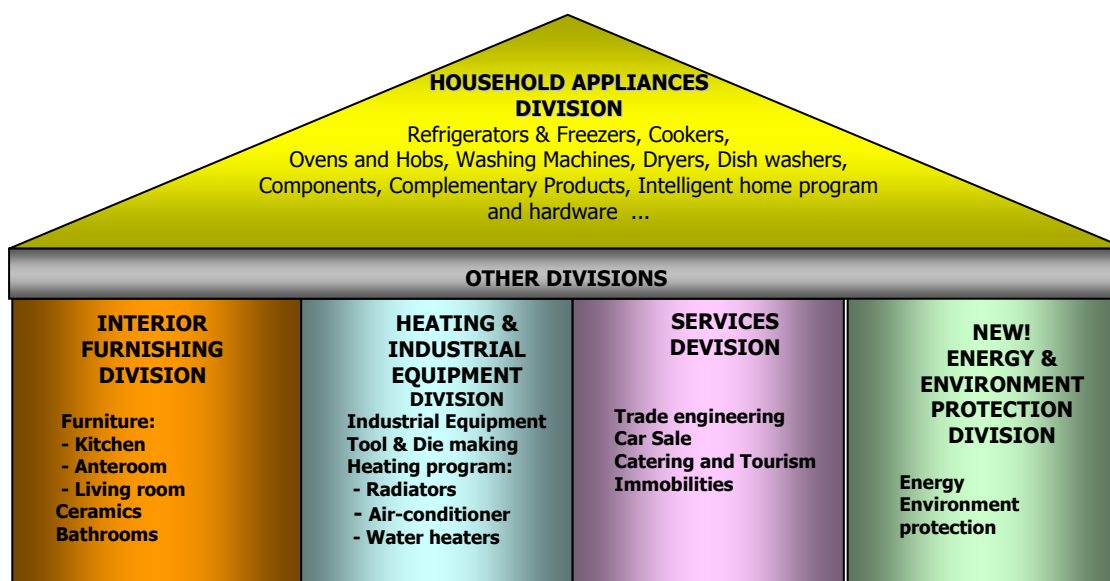 HOUSEHOLD APPLIANCES
DIVISION
Refrigerators & Freezers, Cookers,
Ovens and Hobs, Washing Machines, Dryers, Dish washers,
Components, Complementary Products, Intelligent home program
and hardware ...
OTHER DIVISIONS
INTERIOR
FURNISHING
DIVISION
Furniture:
- Kitchen
- Anteroom
- Living room
Ceramics
Bathrooms
HEATING &
INDUSTRIAL
EQUIPMENT
DIVISION
Industrial Equipment
Tool & Die making
Heating program:
- Radiators
- Air-conditioner
- Water heaters
SERVICES
DEVISION
Trade engineering
Car Sale
Catering and Tourism
Immobilities
NEW!
ENERGY &
ENVIRONMENT
PROTECTION
DIVISION
Energy
Environment
protection